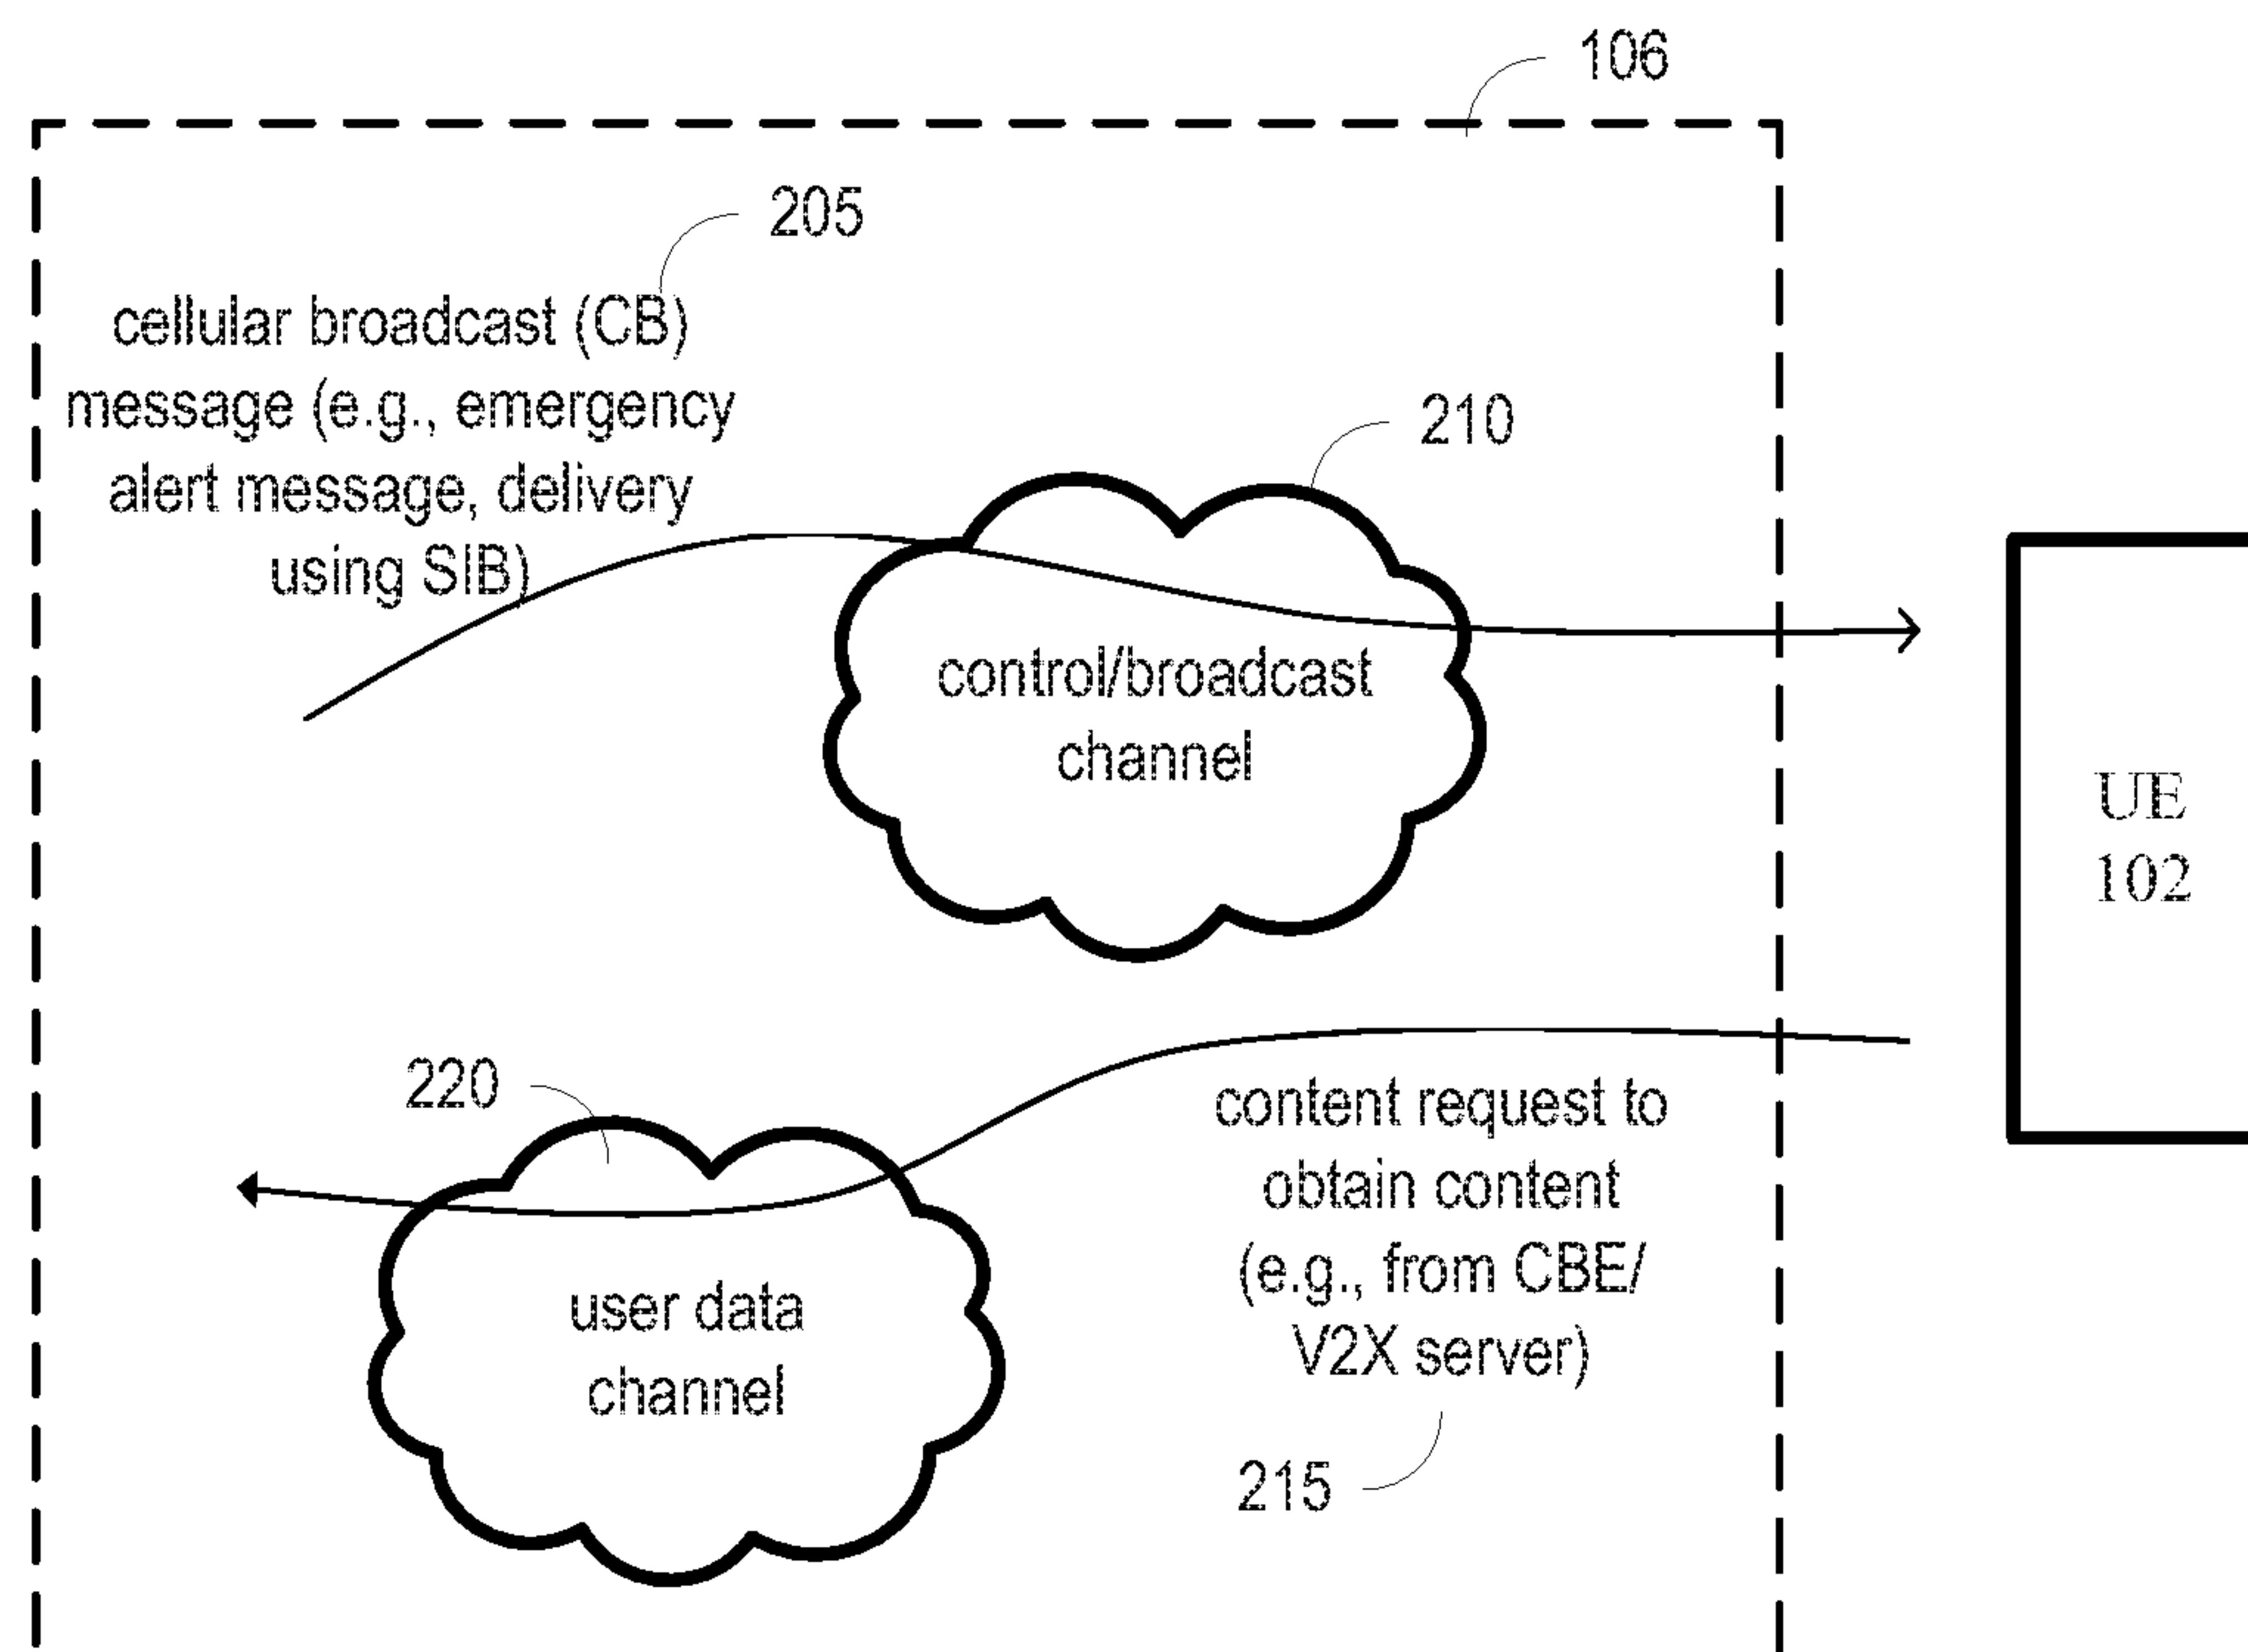 106
205
cellular broadcast (CB)
message (e.g., emergency
alert message, delivery
using SIB)
210
control/broadcast
channel
UE
102
220
user data
channel
content request to
obtain content
(e.g., from CBE/
V2X server)
215